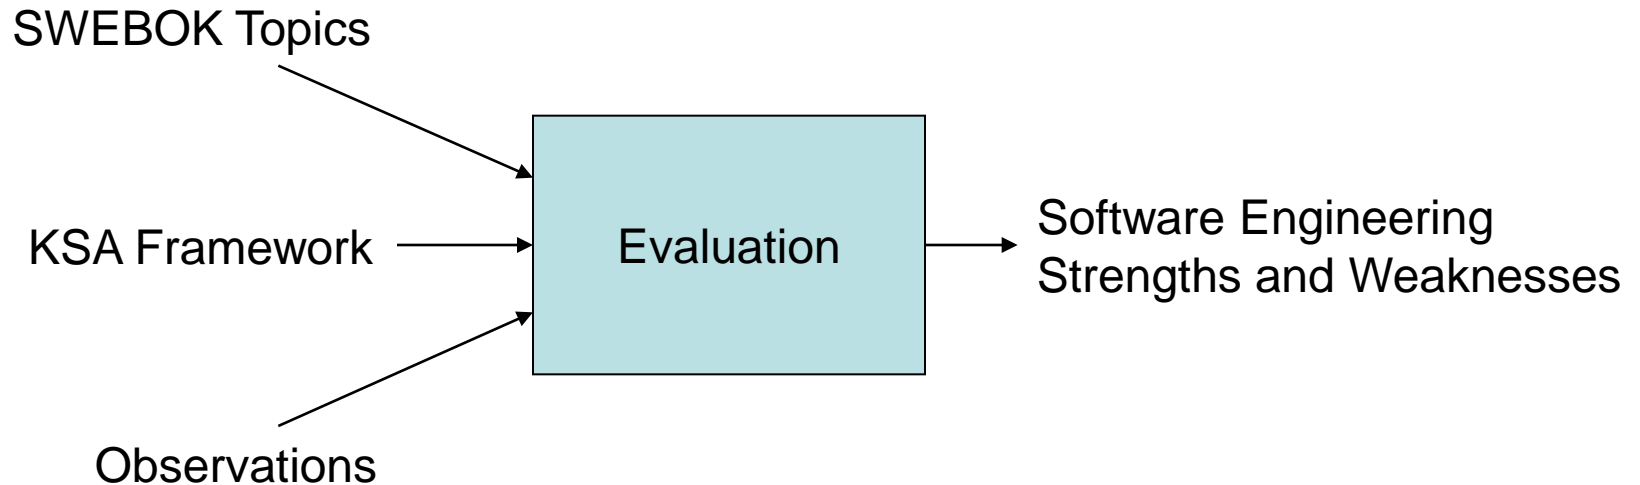 SWEBOK Topics
KSA Framework
Evaluation
Software Engineering
Strengths and Weaknesses
Observations